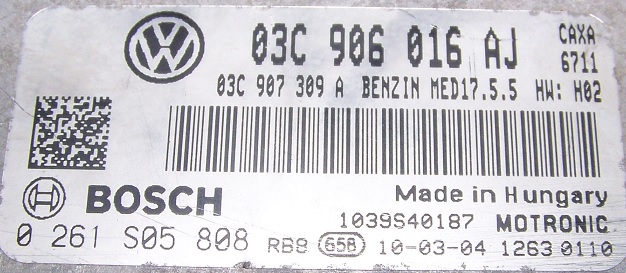 03C 906 016 AJ CAXA
6711
03C 907 309 A BENZIN MED17.5.5 HW: H02
BOSCH
Made in Hungary
1039S40187 MOTRONIC
0 261 S05 808 RB8 658 10-03-04 1263 0110